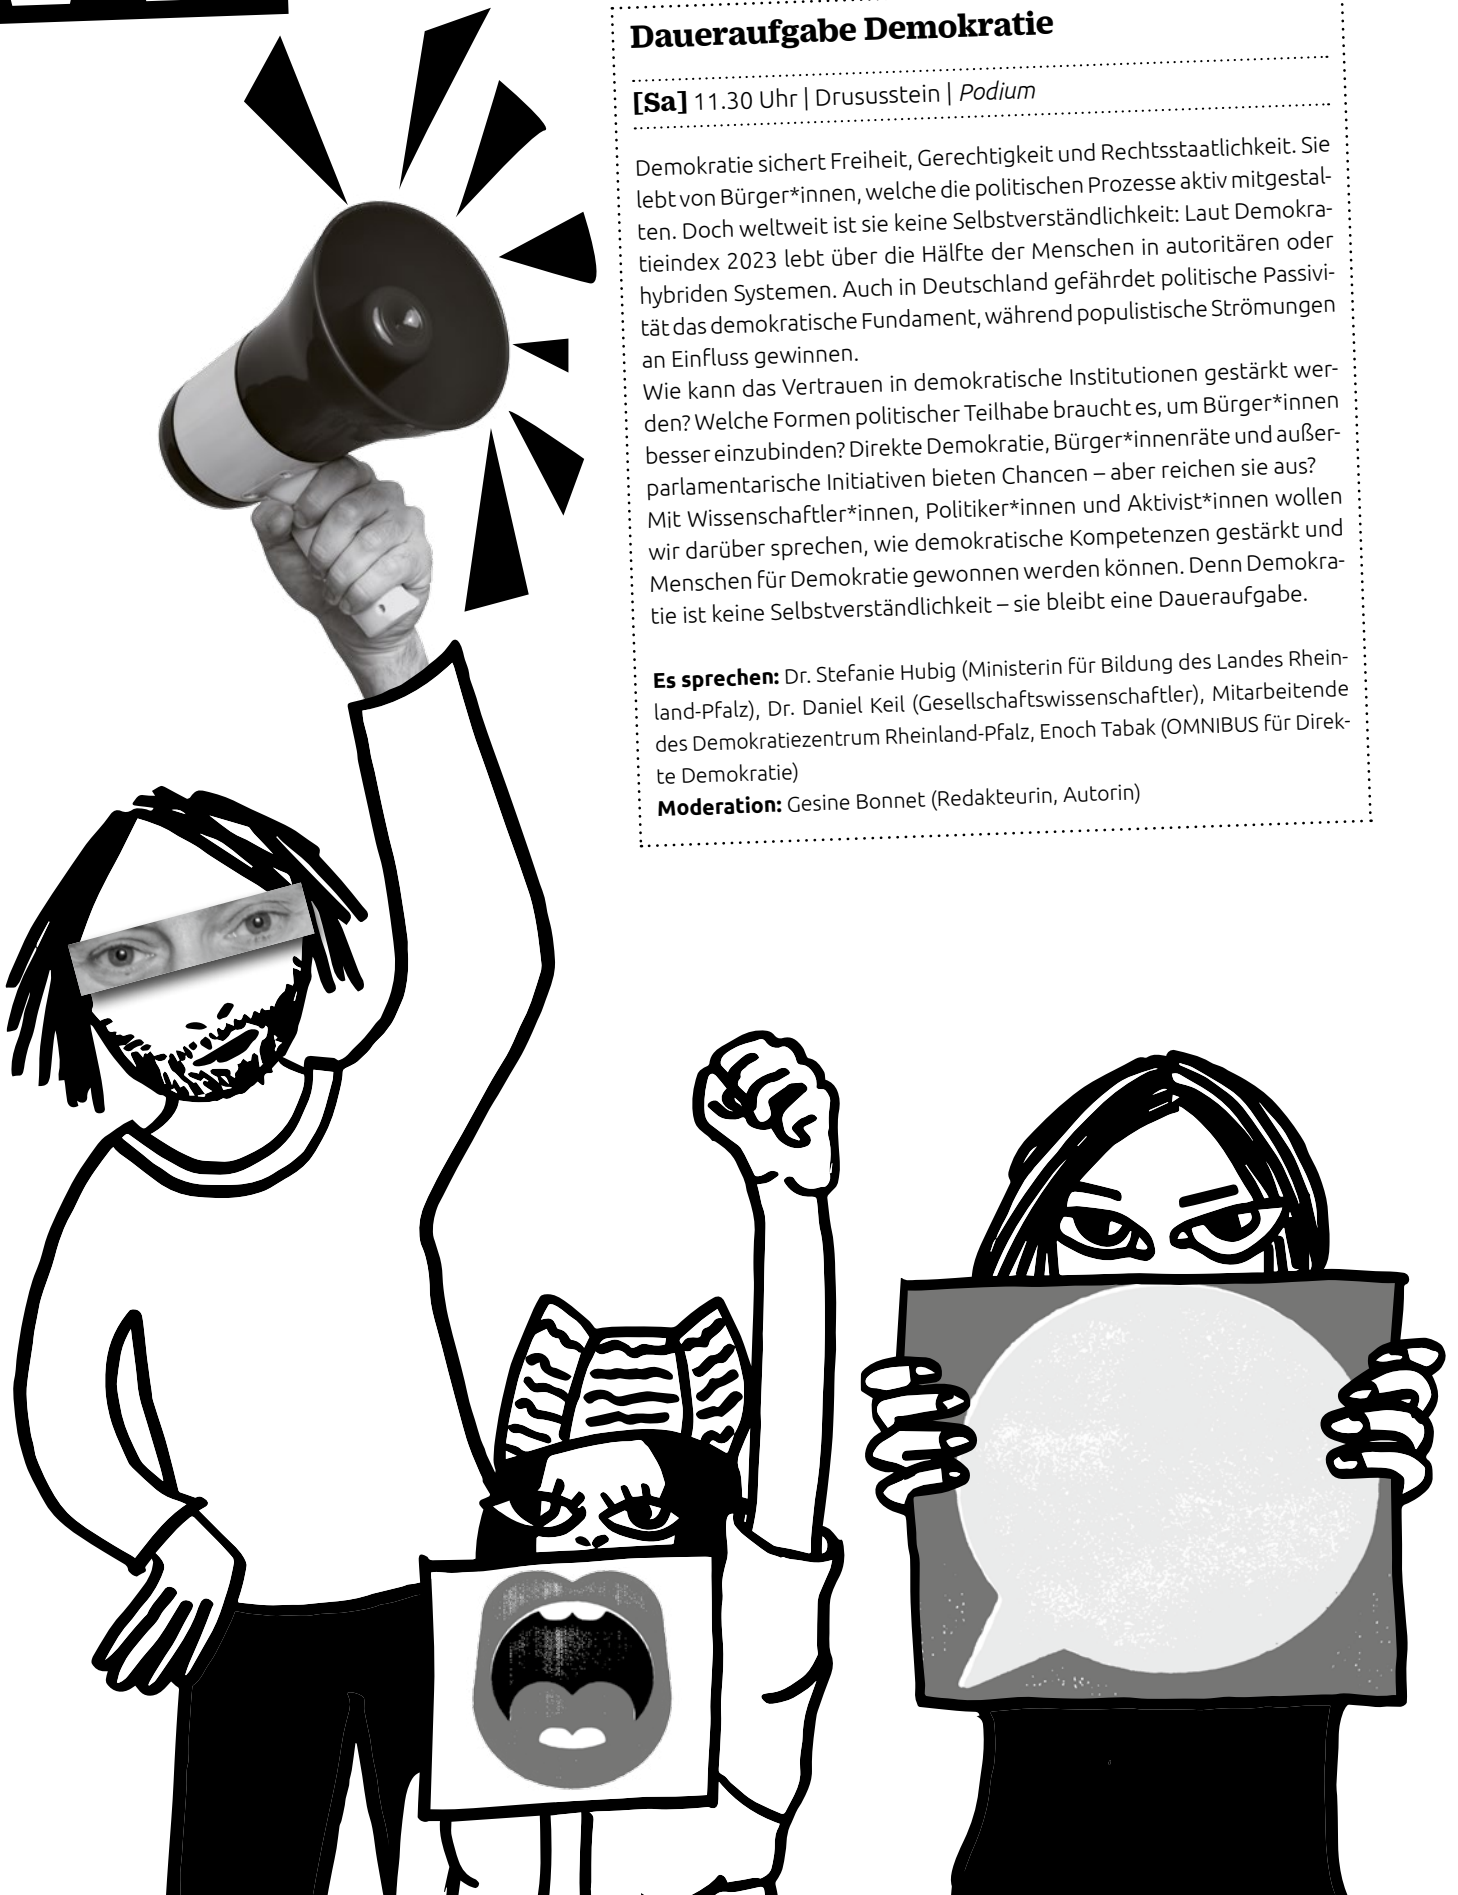 Daueraufgabe Demokratie
[Sa] 11.30 Uhr | Drususstein | Podium
Demokratie sichert Freiheit, Gerechtigkeit und Rechtsstaatlichkeit. Sie
lebt von Bürger*innen, welche die politischen Prozesse aktiv mitgestal-
ten. Doch weltweit ist sie keine Selbstverständlichkeit: Laut Demokra-
tieindex 2023 lebt über die Hälfte der Menschen in autoritären oder
hybriden Systemen. Auch in Deutschland gefährdet politische Passivi-
tät das demokratische Fundament, während populistische Strömungen
an Einfluss gewinnen.
Wie kann das Vertrauen in demokratische Institutionen gestärkt wer-
den? Welche Formen politischer Teilhabe braucht es, um Bürger*innen
besser einzubinden? Direkte Demokratie, Bürger*innenräte und außer-
parlamentarische Initiativen bieten Chancen – aber reichen sie aus?
Mit Wissenschaftler*innen, Politiker*innen und Aktivist*innen wollen
wir darüber sprechen, wie demokratische Kompetenzen gestärkt und
Menschen für Demokratie gewonnen werden können. Denn Demokra-
tie ist keine Selbstverständlichkeit – sie bleibt eine Daueraufgabe.
Es sprechen: Dr. Stefanie Hubig (Ministerin für Bildung des Landes Rhein-
land-Pfalz), Dr. Daniel Keil (Gesellschaftswissenschaftler), Mitarbeitende
des Demokratiezentrum Rheinland-Pfalz, Enoch Tabak (OMNIBUS für Direk-
te Demokratie)
Moderation: Gesine Bonnet (Redakteurin, Autorin)